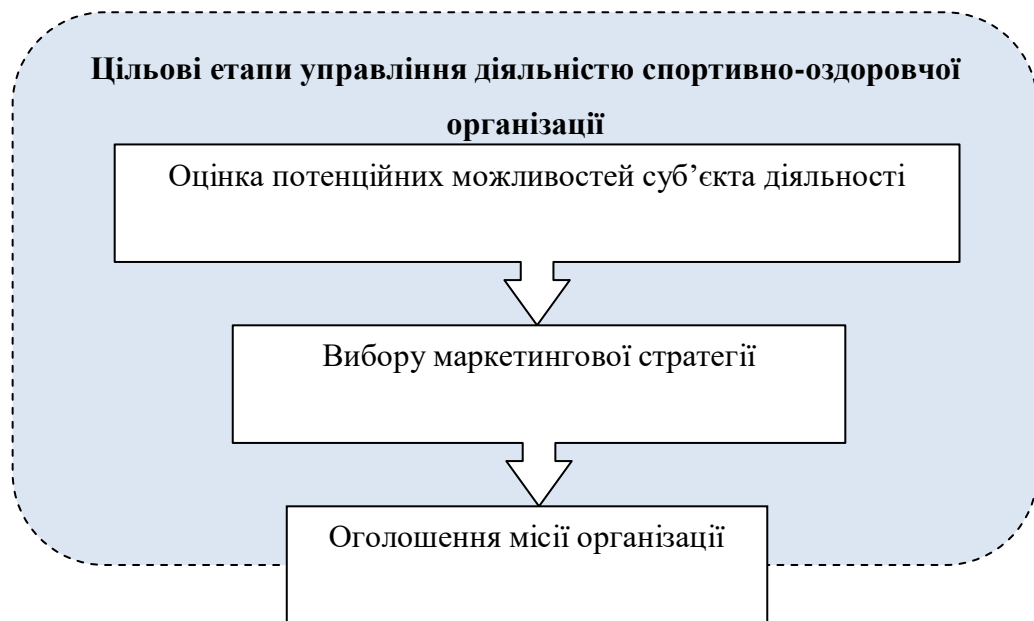 Цільові етапи управління діяльністю спортивно-оздоровчої
організації
Оцінка потенційних можливостей суб’єкта діяльності
Вибору маркетингової стратегії
Оголошення місії організації